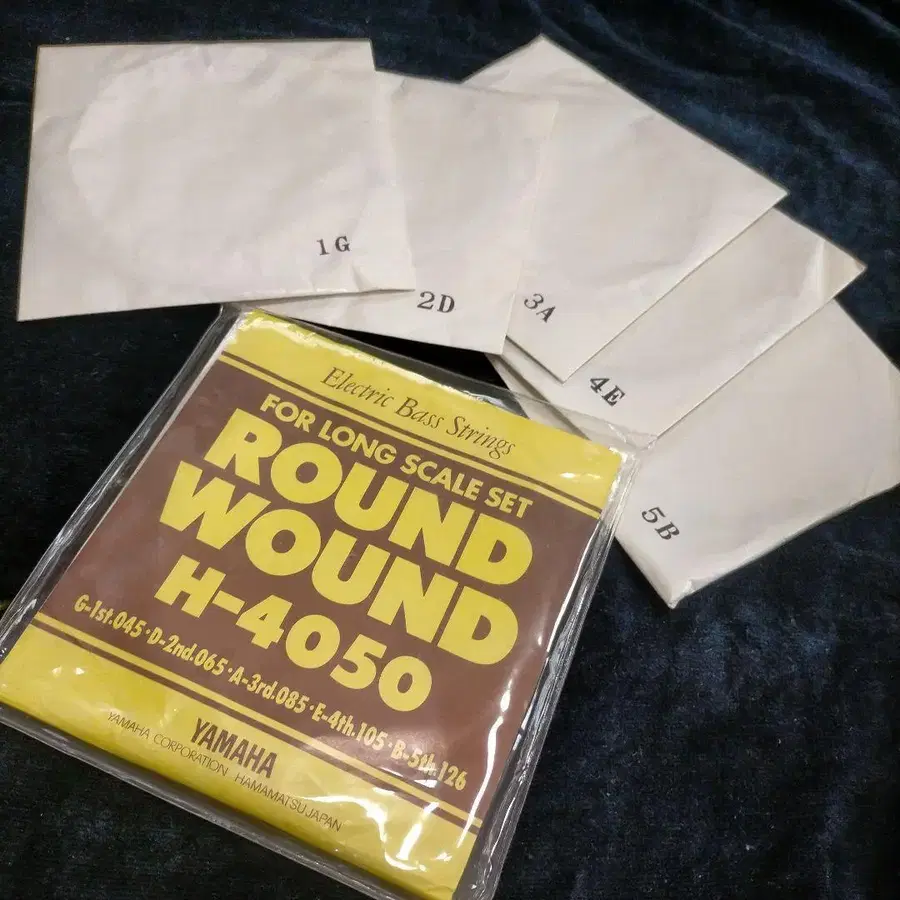 1G
2D
3A
4E
5B
Electric Bass Strings
FOR LONG SCALE SET
ROUND
WOUND
H-4050
G-1st.045·D-2nd.065·A-3rd.085·E-4th.105·B-5th.126
YAMAHA
YAMAHA CORPORATION HAMAMATSU,JAPAN